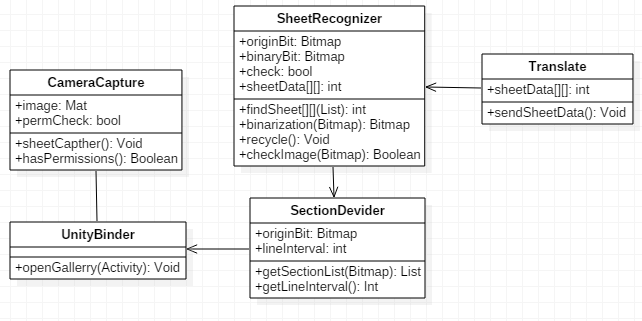 SheetRecognizer
+originBit: Bitmap
+binaryBit: Bitmap
+check: bool
+sheetData[][]: int
+findSheet[][](List): int
+binarization(Bitmap): Bitmap
+recycle(): Void
+checkImage(Bitmap): Boolean
Translate
+sheetData[][]: int
+sendSheetData(): Void
CameraCapture
+image: Mat
+permCheck: bool
+sheetCapther(): Void
+hasPermissions(): Boolean
UnityBinder
+openGallerry(Activity): Void
SectionDevider
+originBit: Bitmap
+lineInterval: int
+getSectionList(Bitmap): List
+getLineInterval(): Int